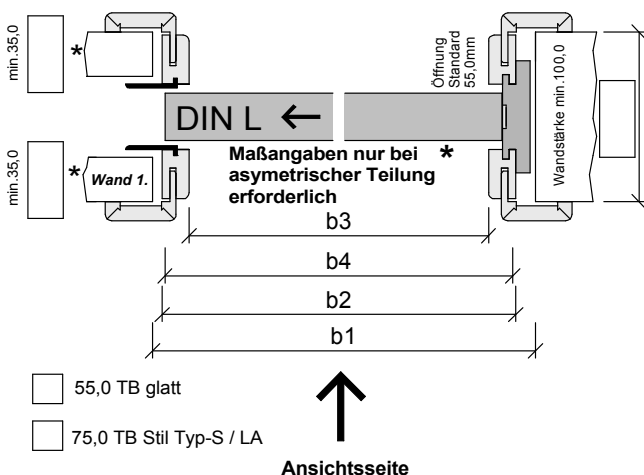 min.35,0
*
Öffnung
Standard
55,0mm
Wandstärke min.100,0
DIN L
min.35,0
*
Wand 1.
Maßangaben nur bei *
asymetrischer Teilung
erforderlich
b3
b4
b2
b1
55,0 TB glatt
75,0 TB Stil Typ-S / LA
Ansichtsseite